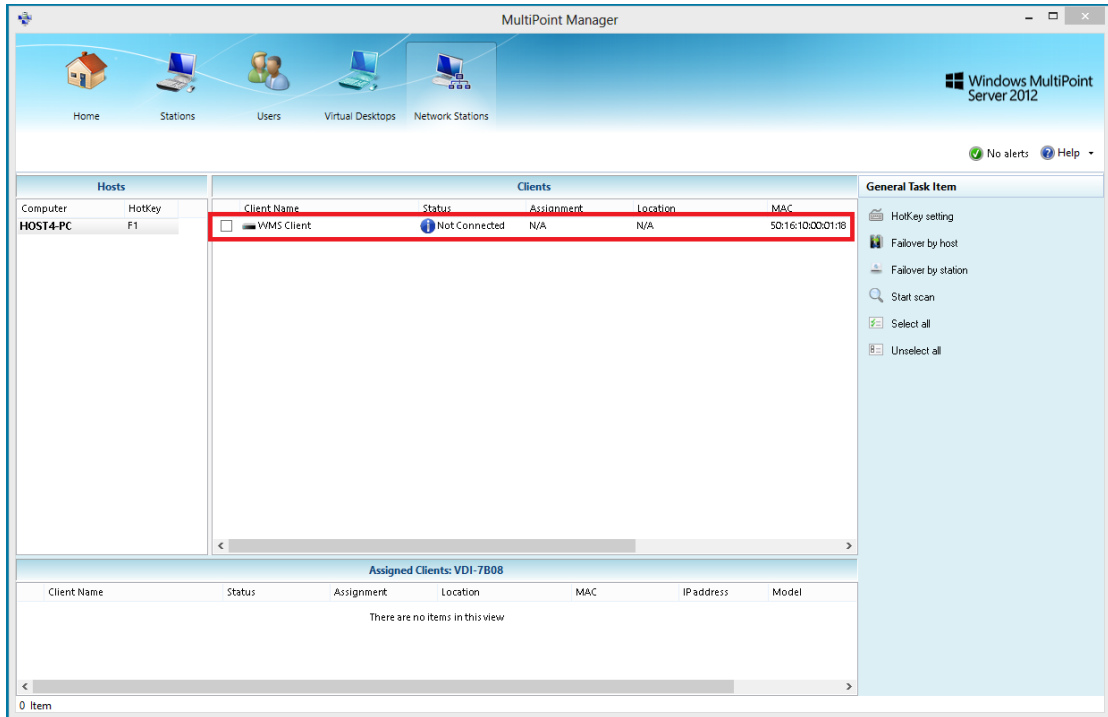 MultiPoint Manager
Home Stations Users Virtual Desktops Network Stations
Windows MultiPoint
Server 2012
No alerts Help
Hosts Clients General Task Item
Computer HotKey Client Name Status Assignment Location MAC
HOST4-PC F1 WMS Client Not Connected N/A N/A 50:16:10:00:01:18
HotKey setting
Failover by host
Failover by station
Start scan
Select all
Unselect all
Assigned Clients: VDI-7B08
Client Name Status Assignment Location MAC IP address Model
There are no items in this view
0 Item